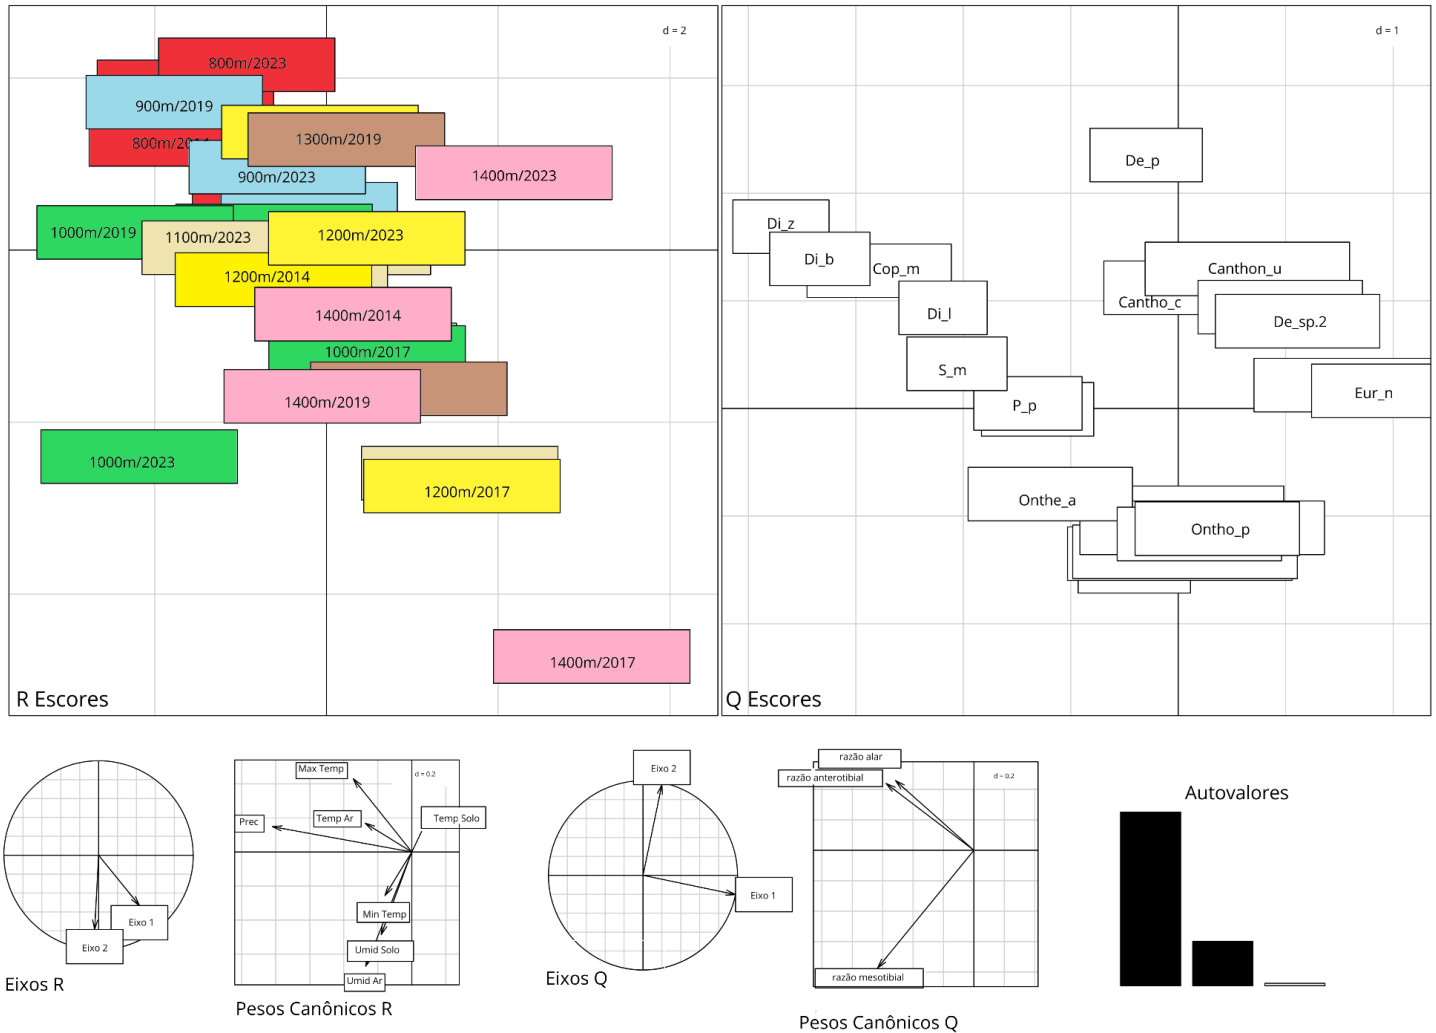 d = 2
800m/2023
900m/2019
800m/2014
1300m/2019
900m/2023
1400m/2023
1000m/2019
1100m/2023
1200m/2023
1200m/2014
1400m/2014
1000m/2017
1400m/2019
1000m/2023
1200m/2017
1400m/2017
R Escores
d = 1
De_p
Di_z
Di_b
Cop_m
Canthon_u
Cantho_c
Di_l
De_sp.2
S_m
Eur_n
P_p
Onthe_a
Ontho_p
Q Escores
Eixo 1
Eixo 2
Eixos R
Max Temp
d = 0.2
Prec
Temp Ar
Temp Solo
Min Temp
Umid Solo
Umid Ar
Pesos Canônicos R
Eixo 2
Eixo 1
Eixos Q
razão alar
razão anterotibial
d = 0.2
razão mesotibial
Pesos Canônicos Q
Autovalores